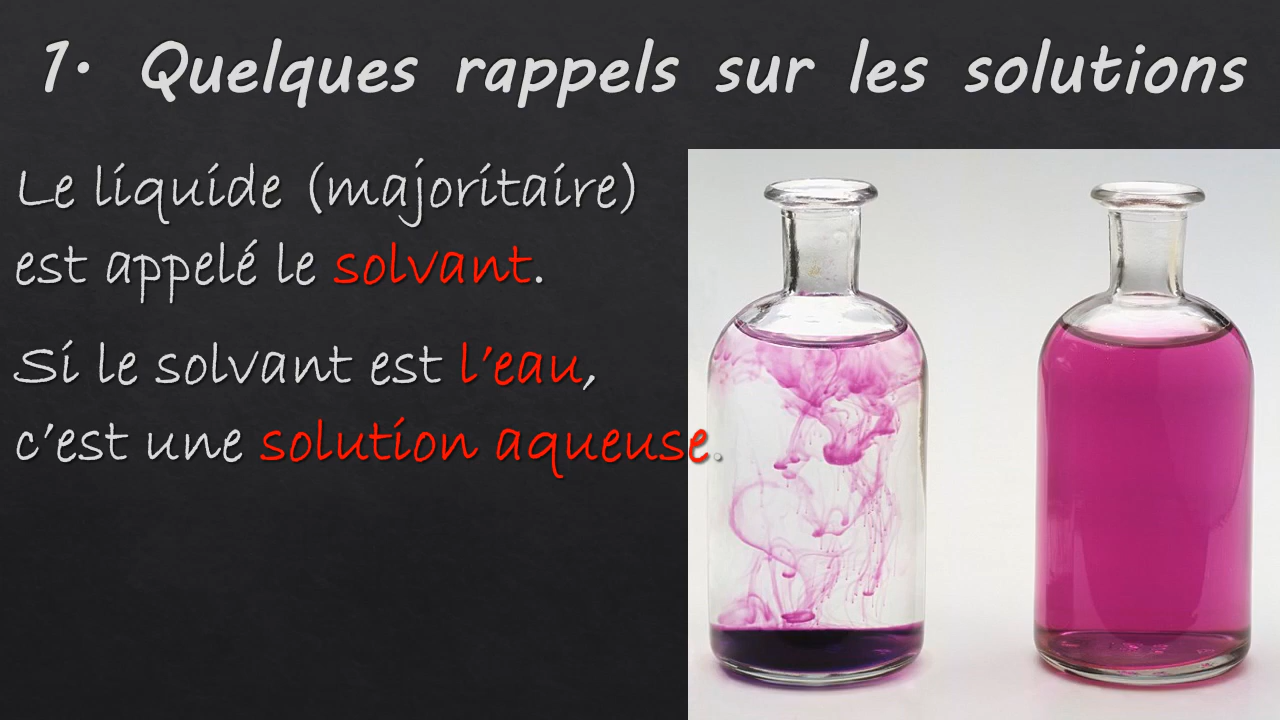 1. Quelques rappels sur les solutions
Le liquide (majoritaire)
est appelé le solvant.
Si le solvant est l’eau,
c’est une solution aqueuse.